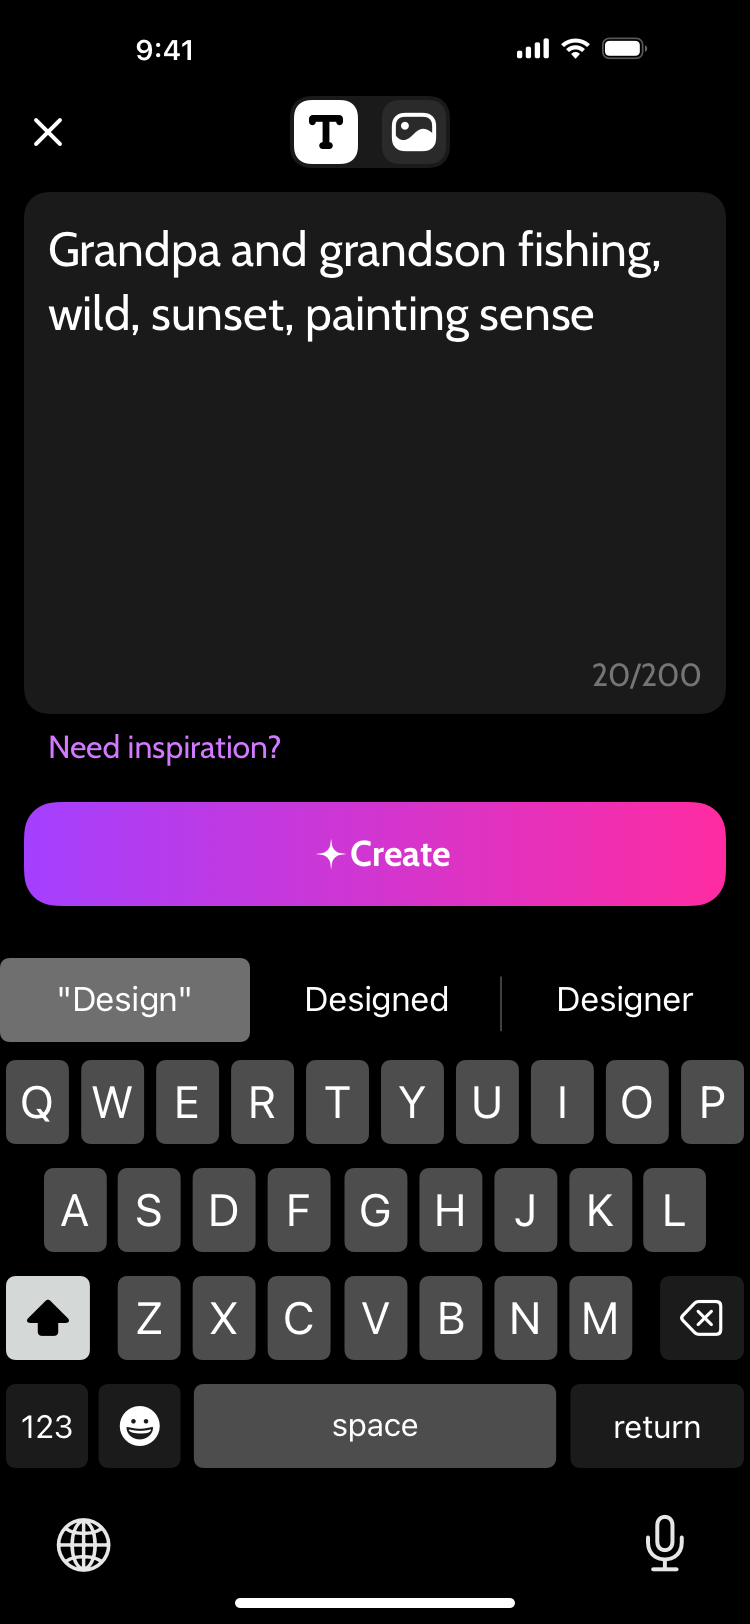 9:41
T
Grandpa and grandson fishing,
wild, sunset, painting sense
20/200
Need inspiration?
Create
"Design" Designed Designer
Q W E R T Y U I O P
A S D F G H J K L
Z X C V B N M
123 space return